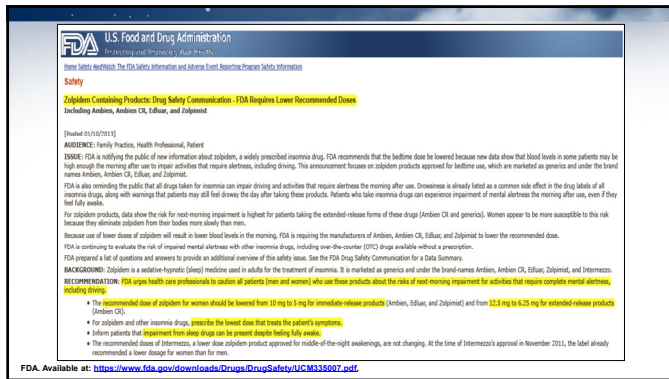 FDA U.S. Food and Drug Administration
Protecting and Promoting Your Health
Home Safety MedWatch The FDA Safety Information and Adverse Event Reporting Program Safety Information
Safety
Zolpidem Containing Products: Drug Safety Communication - FDA Requires Lower Recommended Doses
Including Ambien, Ambien CR, Edluar, and Zolpimist
[Posted 01/10/2013]
AUDIENCE: Family Practice, Health Professional, Patient
ISSUE: FDA is notifying the public of new information about zolpidem, a widely prescribed insomnia drug. FDA recommends that the bedtime dose be lowered because new data show that blood levels in some patients may be
high enough the morning after use to impair activities that require alertness, including driving. This announcement focuses on zolpidem products approved for bedtime use, which are marketed as generics and under the brand
names Ambien, Ambien CR, Edluar, and Zolpimist.
FDA is also reminding the public that all drugs taken for insomnia can impair driving and activities that require alertness the morning after use. Drowsiness is already listed as a common side effect in the drug labels of all
insomnia drugs, along with warnings that patients may still feel drowsy the day after taking these products. Patients who take insomnia drugs can experience impairment of mental alertness the morning after use, even if they
feel fully awake.
For zolpidem products, data show the risk for next-morning impairment is highest for patients taking the extended-release forms of these drugs (Ambien CR and generics). Women appear to be more susceptible to this risk
because they eliminate zolpidem from their bodies more slowly than men.
Because use of lower doses of zolpidem will result in lower blood levels in the morning, FDA is requiring the manufacturers of Ambien, Ambien CR, Edluar, and Zolpimist to lower the recommended dose.
FDA is continuing to evaluate the risk of impaired mental alertness with other insomnia drugs, including over-the-counter (OTC) drugs available without a prescription.
FDA prepared a list of questions and answers to provide an additional overview of this safety issue. See the FDA Drug Safety Communication for a Data Summary.
BACKGROUND: Zolpidem is a sedative-hypnotic (sleep) medicine used in adults for the treatment of insomnia. It is marketed as generics and under the brand-names Ambien, Ambien CR, Edluar, Zolpimist, and Intermezzo.
RECOMMENDATION: FDA urges health care professionals to caution all patients (men and women) who use these products about the risks of next-morning impairment for activities that require complete mental alertness,
including driving.
• The recommended dose of zolpidem for women should be lowered from 10 mg to 5 mg for immediate-release products (Ambien, Edluar, and Zolpimist) and from 12.5 mg to 6.25 mg for extended-release products
(Ambien CR).
• For zolpidem and other insomnia drugs, prescribe the lowest dose that treats the patient's symptoms.
• Inform patients that impairment from sleep drugs can be present despite feeling fully awake.
• The recommended doses of Intermezzo, a lower dose zolpidem product approved for middle-of-the-night awakenings, are not changing. At the time of Intermezzo's approval in November 2011, the label already
recommended a lower dosage for women than for men.
FDA. Available at: https://www.fda.gov/downloads/Drugs/DrugSafety/UCM335007.pdf.